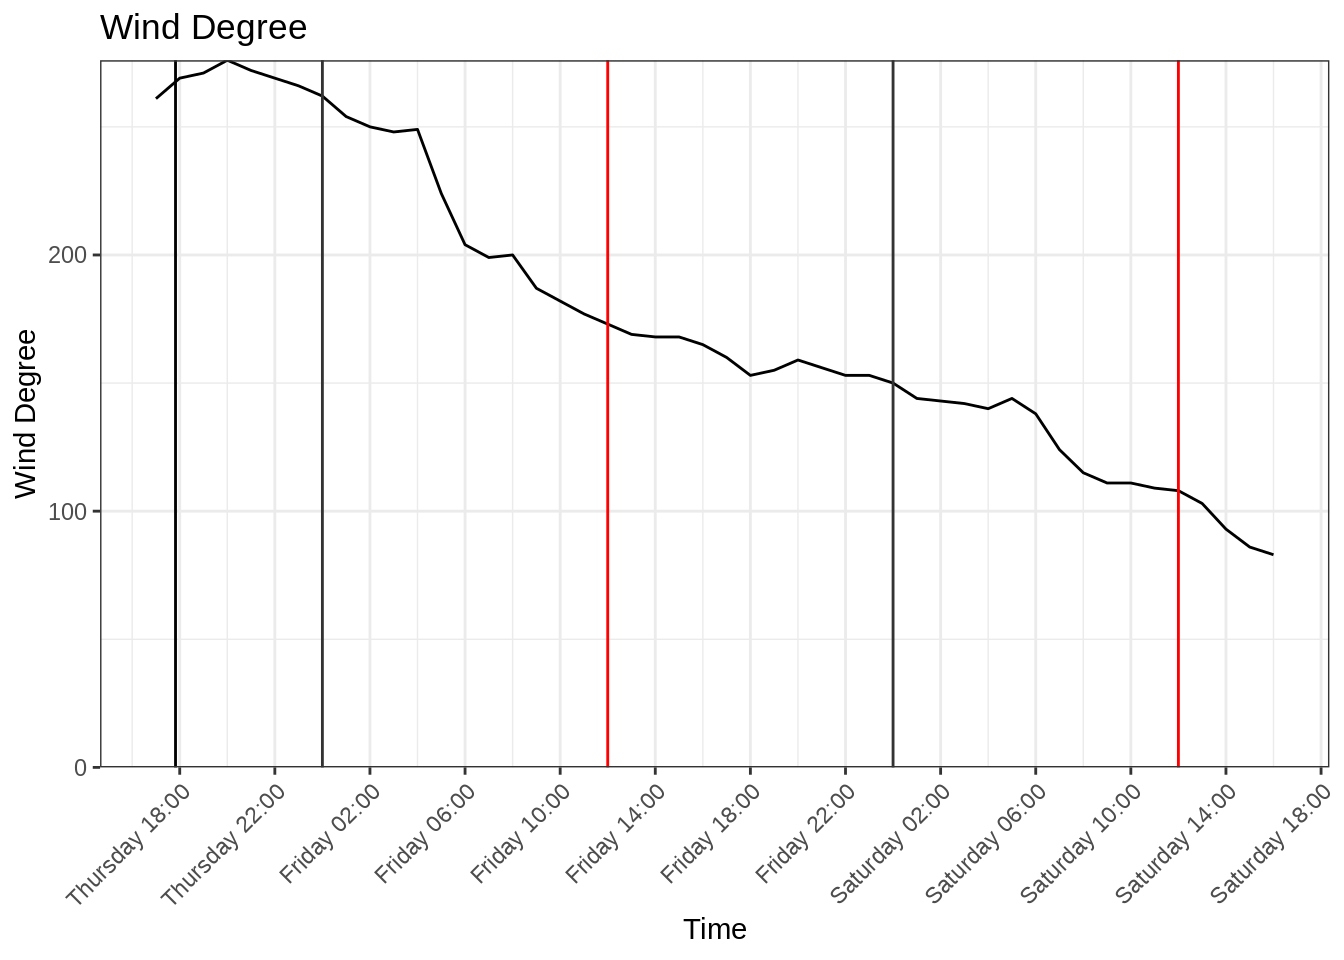 Wind Degree
Wind Degree
200
100
0
Thursday 18:00
Thursday 22:00
Friday 02:00
Friday 06:00
Friday 10:00
Friday 14:00
Friday 18:00
Friday 22:00
Saturday 02:00
Saturday 06:00
Saturday 10:00
Saturday 14:00
Saturday 18:00
Time